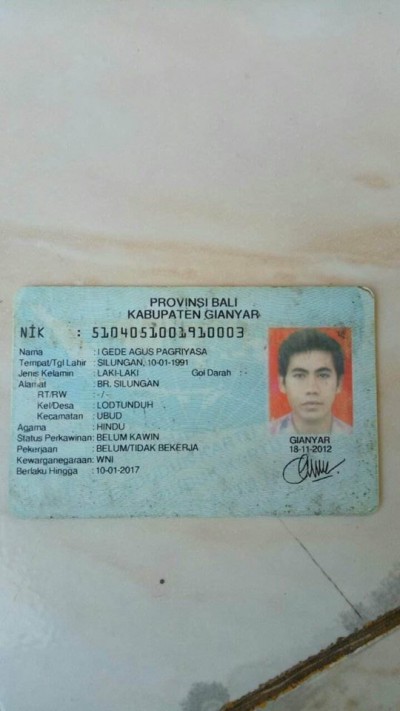 PROVINSI BALI
KABUPATEN GIANYAR
NIK : 5104051001910003
Nama : I GEDE AGUS PAGRIYASA
Tempat/Tgl Lahir : SILUNGAN, 10-01-1991
Jenis Kelamin : LAKI-LAKI Gol Darah : -
Alamat : BR. SILUNGAN
RT/RW : - / -
Kel/Desa : LODTUNDUH
Kecamatan : UBUD
Agama : HINDU
Status Perkawinan: BELUM KAWIN
Pekerjaan : BELUM/TIDAK BEKERJA
Kewarganegaraan: WNI
Berlaku Hingga : 10-01-2017
GIANYAR
18-11-2012